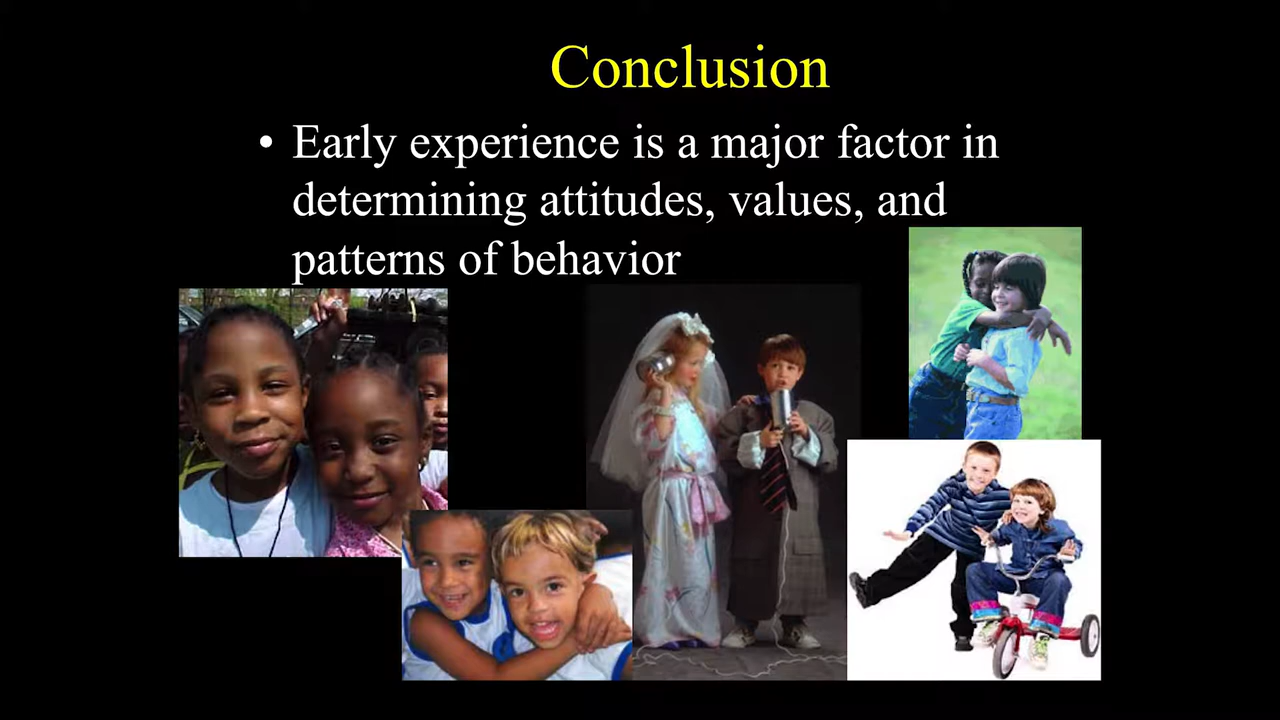 Conclusion
• Early experience is a major factor in
determining attitudes, values, and
patterns of behavior